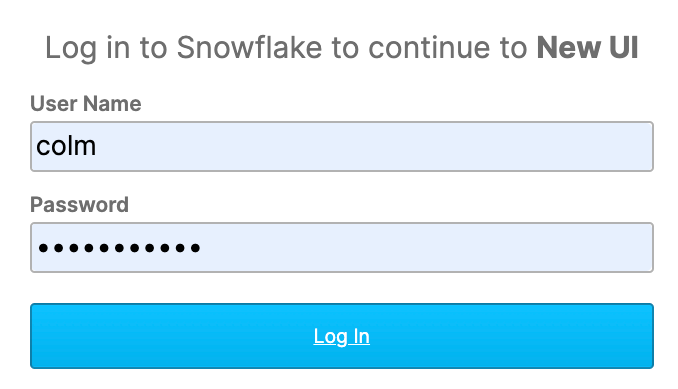 Log in to Snowflake to continue to New UI
User Name
colm
Password
•••••••••••
Log In